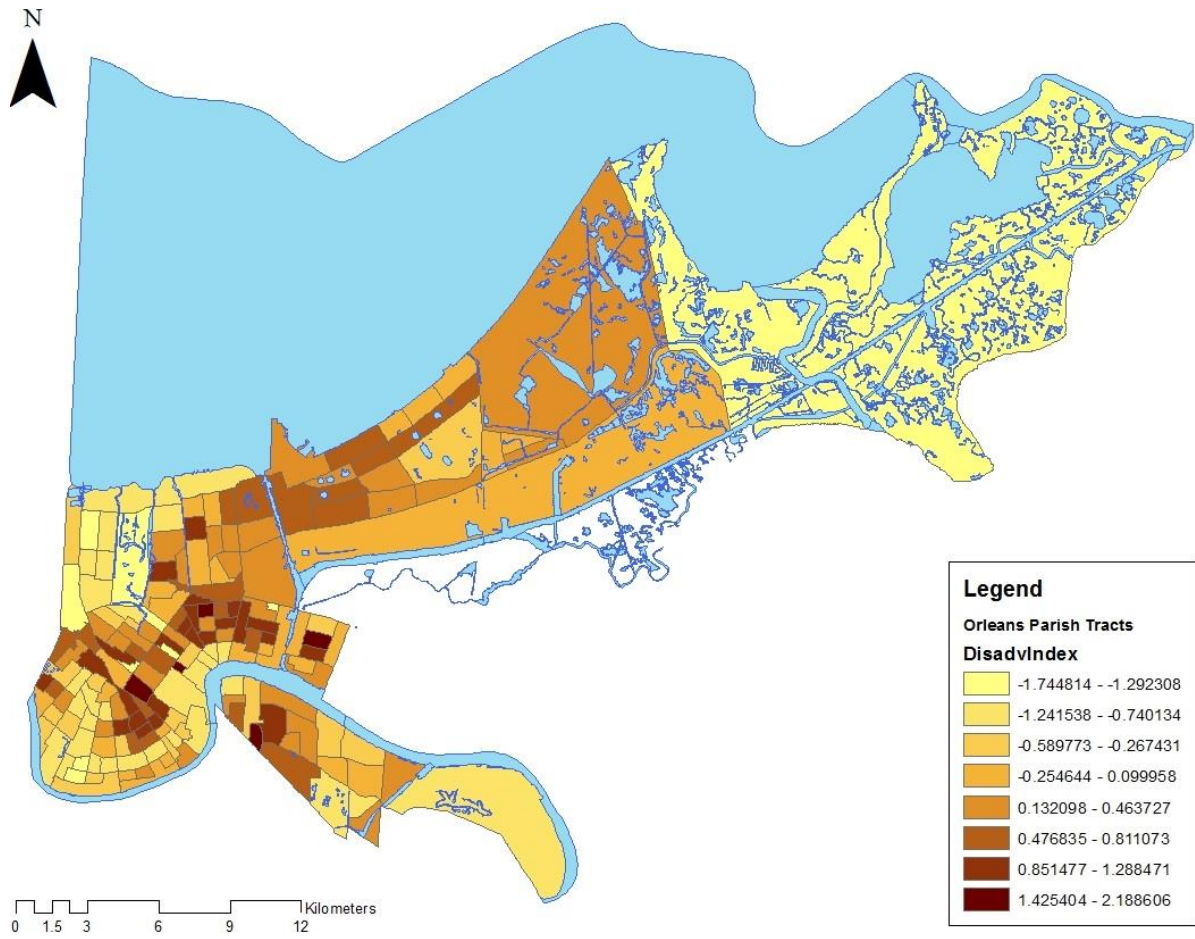 N
Legend
Orleans Parish Tracts
DisadvIndex
-1.744814 - -1.292308
-1.241538 - -0.740134
-0.589773 - -0.267431
-0.254644 - 0.099958
0.132098 - 0.463727
0.476835 - 0.811073
0.851477 - 1.288471
1.425404 - 2.188606
Kilometers
0 1.5 3 6 9 12